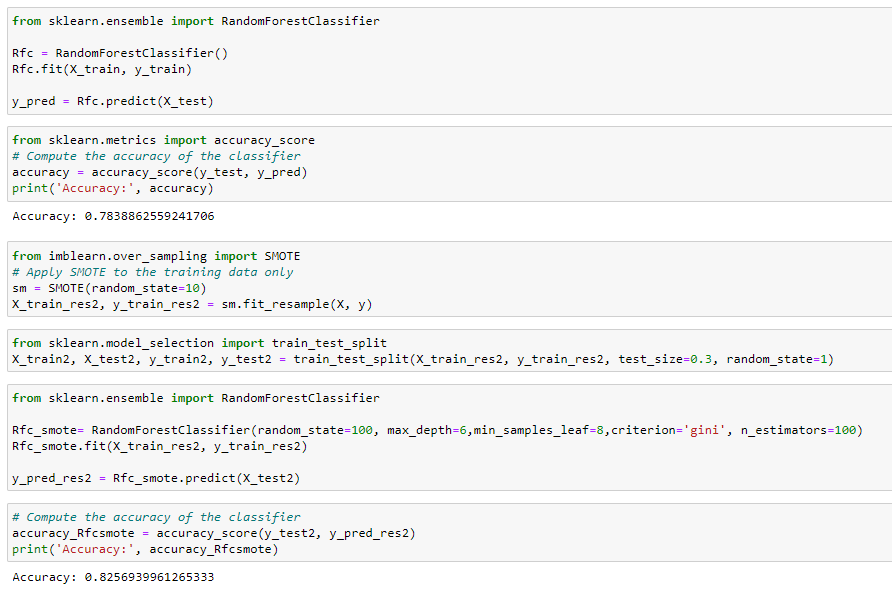 from sklearn.ensemble import RandomForestClassifier
Rfc = RandomForestClassifier()
Rfc.fit(X_train, y_train)
y_pred = Rfc.predict(X_test)
from sklearn.metrics import accuracy_score
# Compute the accuracy of the classifier
accuracy = accuracy_score(y_test, y_pred)
print('Accuracy:', accuracy)
Accuracy: 0.7838862559241706
from imblearn.over_sampling import SMOTE
# Apply SMOTE to the training data only
sm = SMOTE(random_state=10)
X_train_res2, y_train_res2 = sm.fit_resample(X, y)
from sklearn.model_selection import train_test_split
X_train2, X_test2, y_train2, y_test2 = train_test_split(X_train_res2, y_train_res2, test_size=0.3, random_state=1)
from sklearn.ensemble import RandomForestClassifier
Rfc_smote= RandomForestClassifier(random_state=100, max_depth=6,min_samples_leaf=8,criterion='gini', n_estimators=100)
Rfc_smote.fit(X_train_res2, y_train_res2)
y_pred_res2 = Rfc_smote.predict(X_test2)
# Compute the accuracy of the classifier
accuracy_Rfcsmote = accuracy_score(y_test2, y_pred_res2)
print('Accuracy:', accuracy_Rfcsmote)
Accuracy: 0.8256939961265333